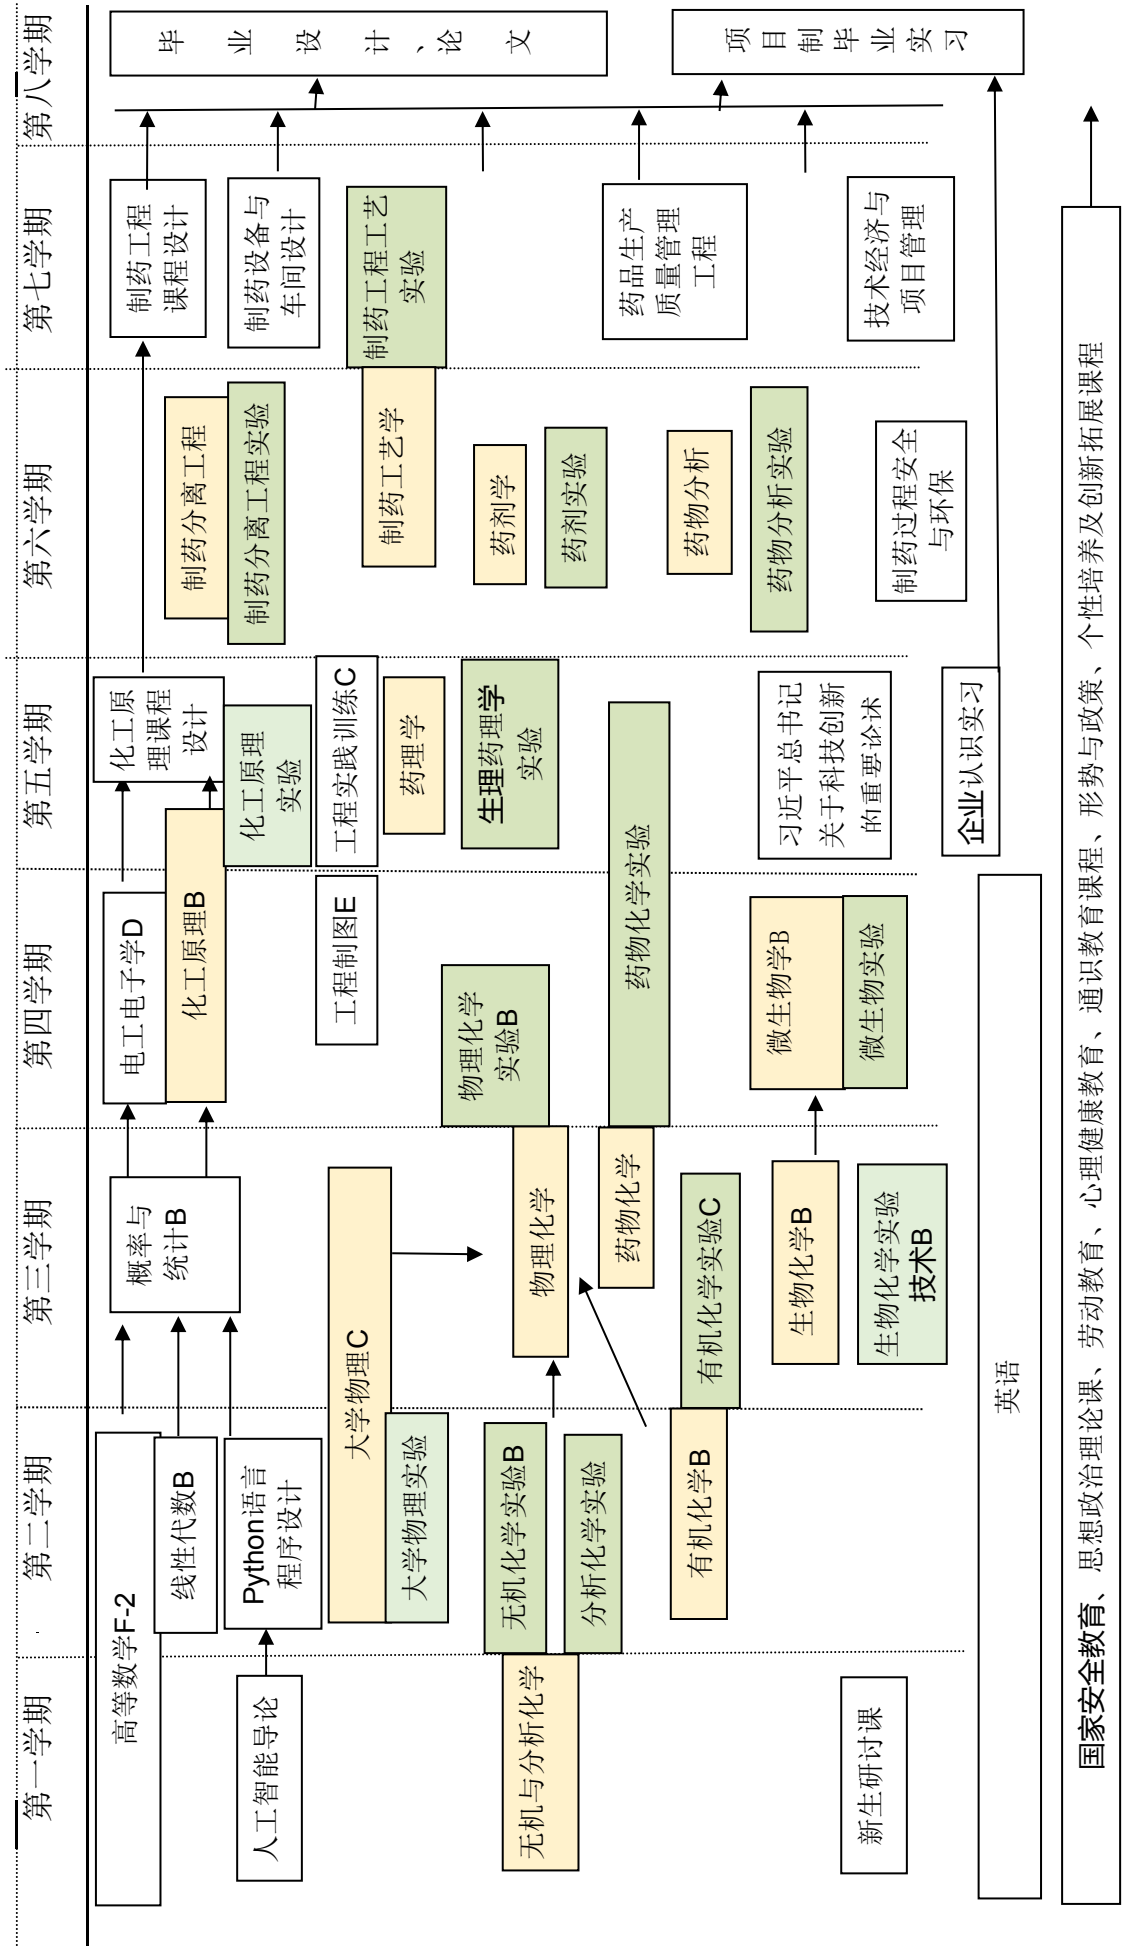 第一学期
第二学期
第三学期
第四学期
第五学期
第六学期
第七学期
第八学期
高等数学F-2
人工智能导论
无机与分析化学
新生研讨课
线性代数B
Python语言
程序设计
大学物理C
大学物理实验
无机化学实验B
分析化学实验
有机化学B
概率与
统计B
物理化学
药物化学
有机化学实验C
生物化学B
生物化学实验
技术B
电工电子学D
化工原理B
工程制图E
物理化学
实验B
药物化学实验
微生物学B
微生物实验
化工原
理课程
设计
化工原理
实验
工程实践训练C
药理学
生理药理学
实验
习近平总书记
关于科技创新
的重要论述
企业认识实习
制药分离工程
制药分离工程实验
制药工艺学
药剂学
药剂实验
药物分析
药物分析实验
制药过程安全
与环保
制药工程
课程设计
制药设备与
车间设计
制药工程工艺
实验
药品生产
质量管理
工程
技术经济与
项目管理
毕业设计、论文
项目制毕业实习
英语
国家安全教育、思想政治理论课、劳动教育、心理健康教育、通识教育课程、形势与政策、个性培养及创新拓展课程